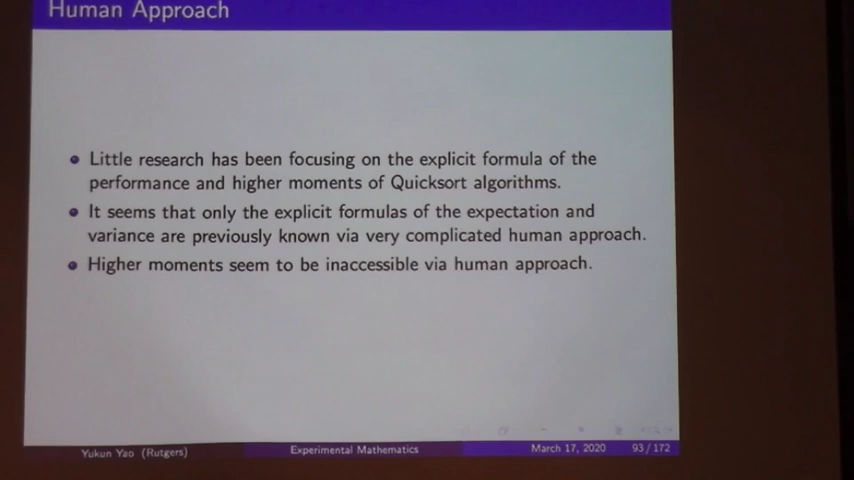 Human Approach
Little research has been focusing on the explicit formula of the
performance and higher moments of Quicksort algorithms.
It seems that only the explicit formulas of the expectation and
variance are previously known via very complicated human approach.
Higher moments seem to be inaccessible via human approach.
Yukun Yao (Rutgers)
Experimental Mathematics
March 17, 2020
93 / 172